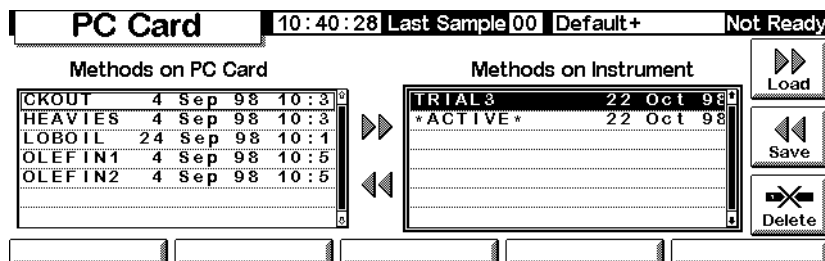 PC Card 10:40:28 Last Sample 00 Default+ Not Ready
Methods on PC Card
CKOUT 4 Sep 98 10:3
HEAVIES 4 Sep 98 10:3
LOBOIL 24 Sep 98 10:1
OLEFIN1 4 Sep 98 10:5
OLEFIN2 4 Sep 98 10:5
Methods on Instrument
TRIAL3 22 Oct 98
*ACTIVE* 22 Oct 98
Load
Save
Delete